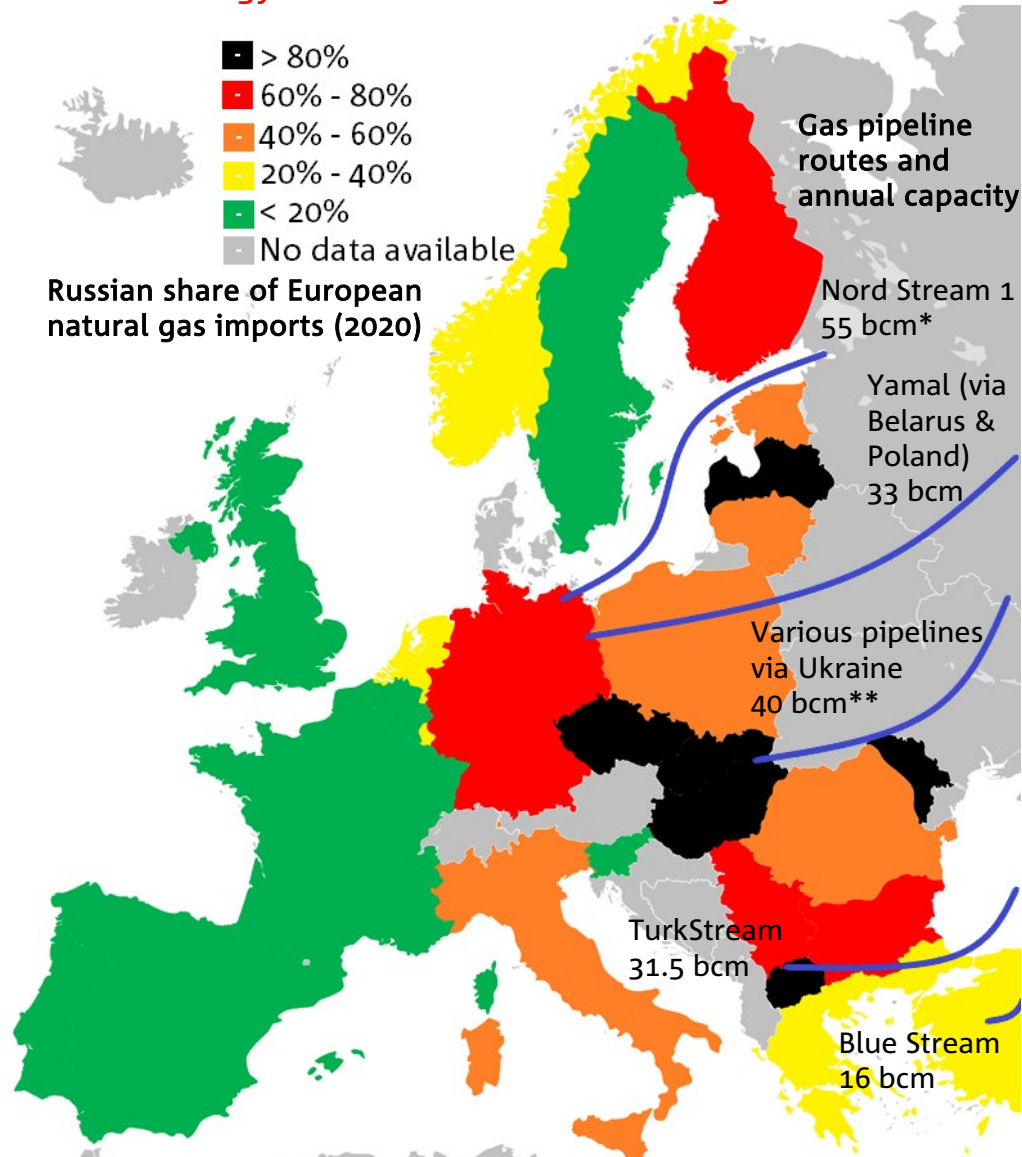 > 80%
60% - 80%
40% - 60%
20% - 40%
< 20%
No data available
Russian share of European
natural gas imports (2020)
Gas pipeline
routes and
annual capacity
Nord Stream 1
55 bcm*
Yamal (via
Belarus &
Poland)
33 bcm
Various pipelines
via Ukraine
40 bcm**
TurkStream
31.5 bcm
Blue Stream
16 bcm